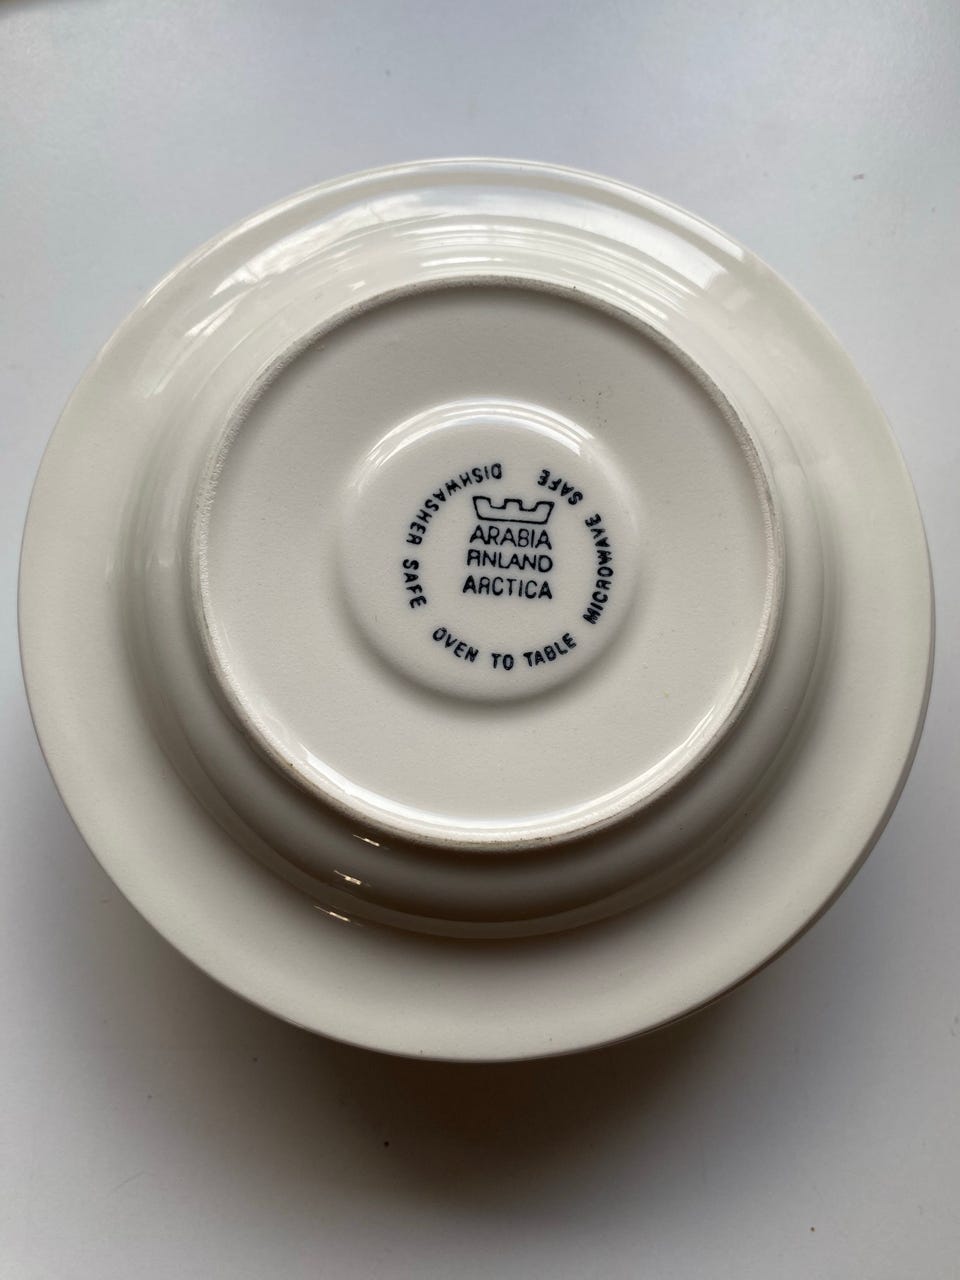 ARABIA
FINLAND
ARCTICA
DISHWASHER SAFE
OVEN TO TABLE
MICROWAVE SAFE